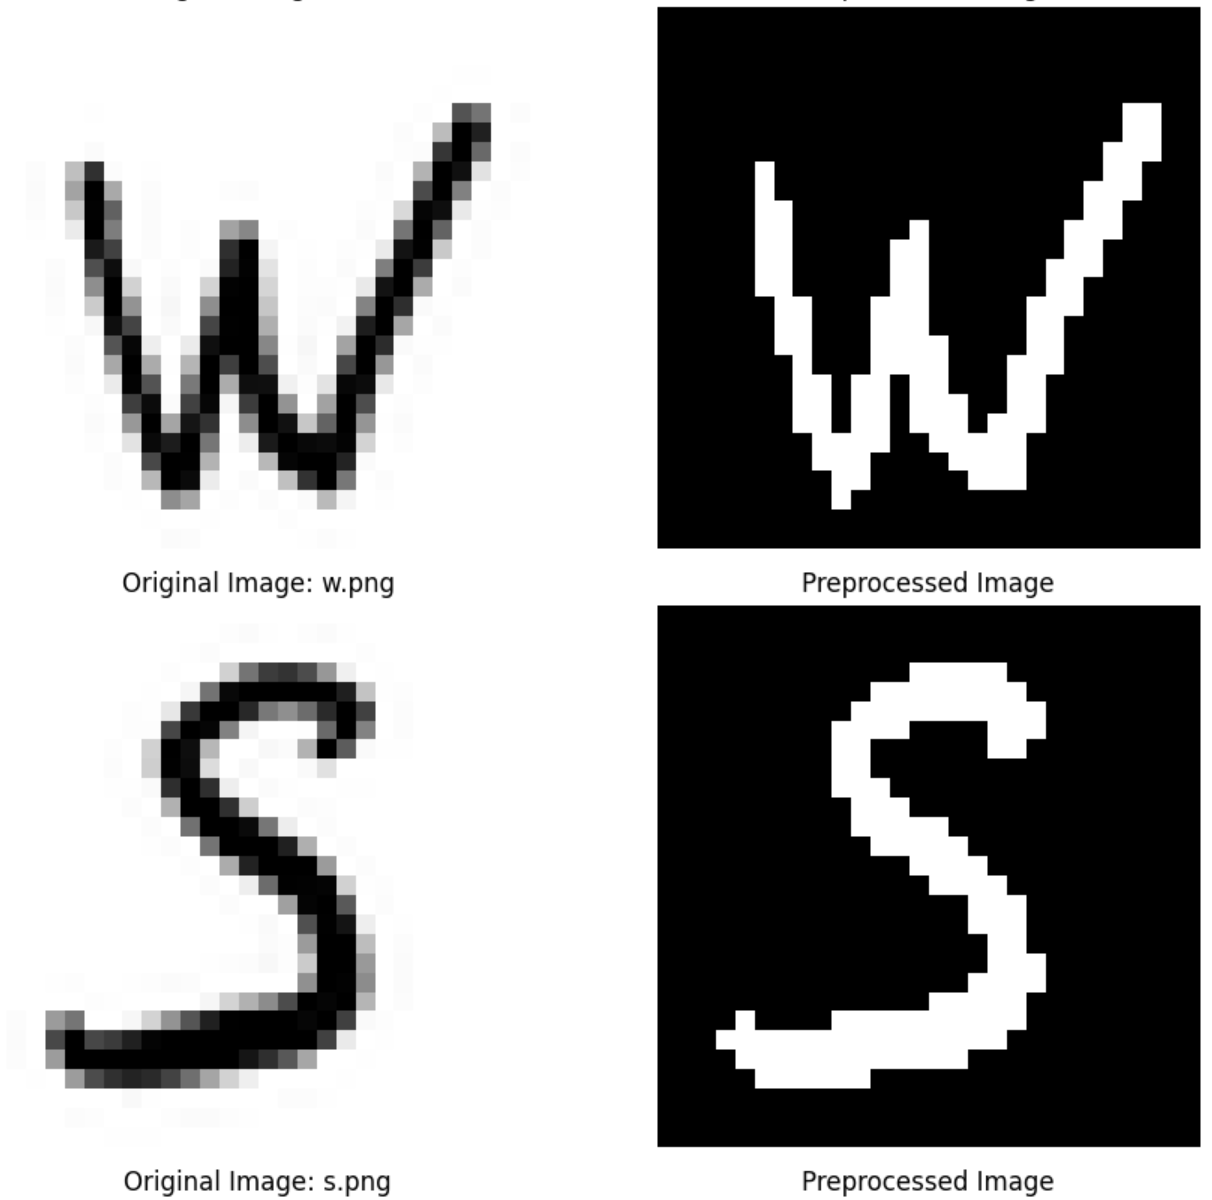 W W
Original Image: w.png Preprocessed Image
S S
Original Image: s.png Preprocessed Image